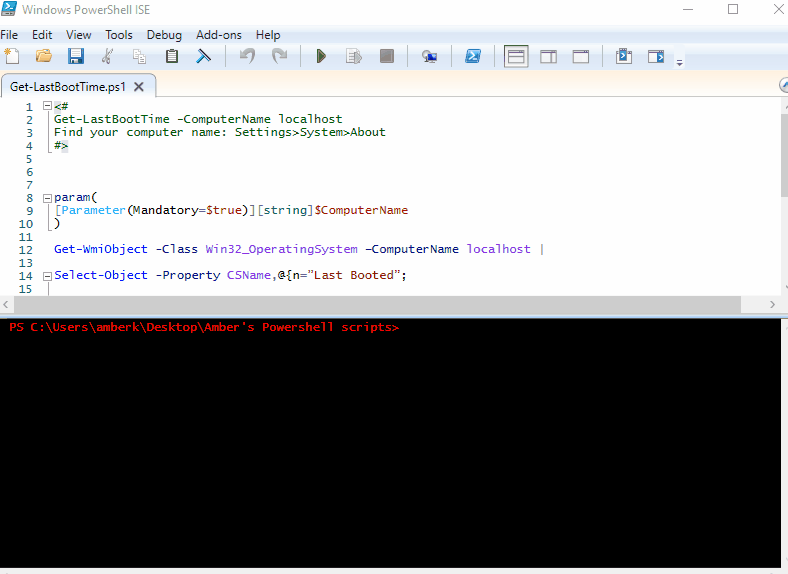 Windows PowerShell ISE
File Edit View Tools Debug Add-ons Help
Get-LastBootTime.ps1
1 <#
2 Get-LastBootTime -ComputerName localhost
3 Find your computer name: Settings>System>About
4 #>
5
6
7
8 param(
9 [Parameter(Mandatory=$true)][string]$ComputerName
10 )
11
12 Get-WmiObject -Class Win32_OperatingSystem -ComputerName localhost |
13
14 Select-Object -Property CSName,@{n=”Last Booted”;
15
PS C:\Users\amberk\Desktop\Amber's Powershell scripts>